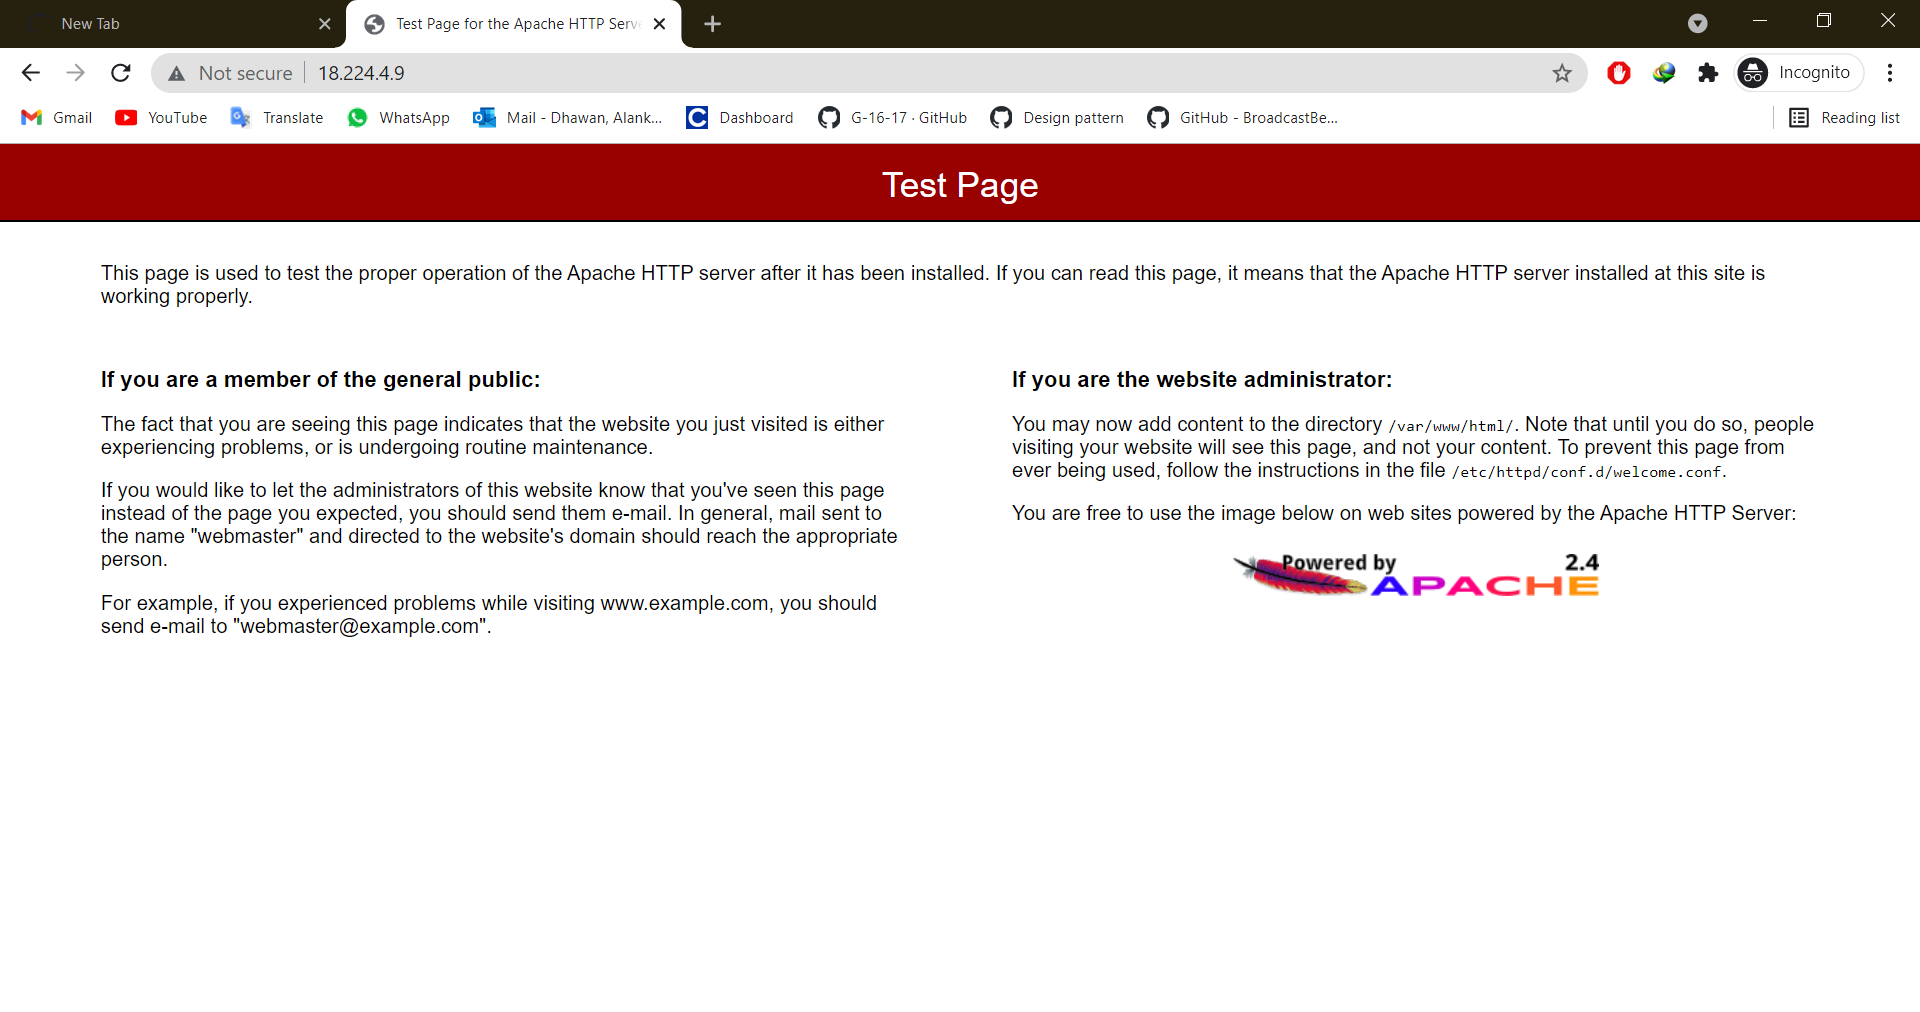 New Tab
Test Page for the Apache HTTP Serv
Not secure
18.224.4.9
Incognito
Gmail
YouTube
Translate
WhatsApp
Mail - Dhawan, Alank...
Dashboard
G-16-17 · GitHub
Design pattern
GitHub - BroadcastBe...
Reading list
Test Page
This page is used to test the proper operation of the Apache HTTP server after it has been installed. If you can read this page, it means that the Apache HTTP server installed at this site is
working properly.
If you are a member of the general public:
The fact that you are seeing this page indicates that the website you just visited is either
experiencing problems, or is undergoing routine maintenance.
If you would like to let the administrators of this website know that you've seen this page
instead of the page you expected, you should send them e-mail. In general, mail sent to
the name "webmaster" and directed to the website's domain should reach the appropriate
person.
For example, if you experienced problems while visiting www.example.com, you should
send e-mail to "webmaster@example.com".
If you are the website administrator:
You may now add content to the directory /var/www/html/. Note that until you do so, people
visiting your website will see this page, and not your content. To prevent this page from
ever being used, follow the instructions in the file /etc/httpd/conf.d/welcome.conf.
You are free to use the image below on web sites powered by the Apache HTTP Server:
Powered by 2.4
APACHE